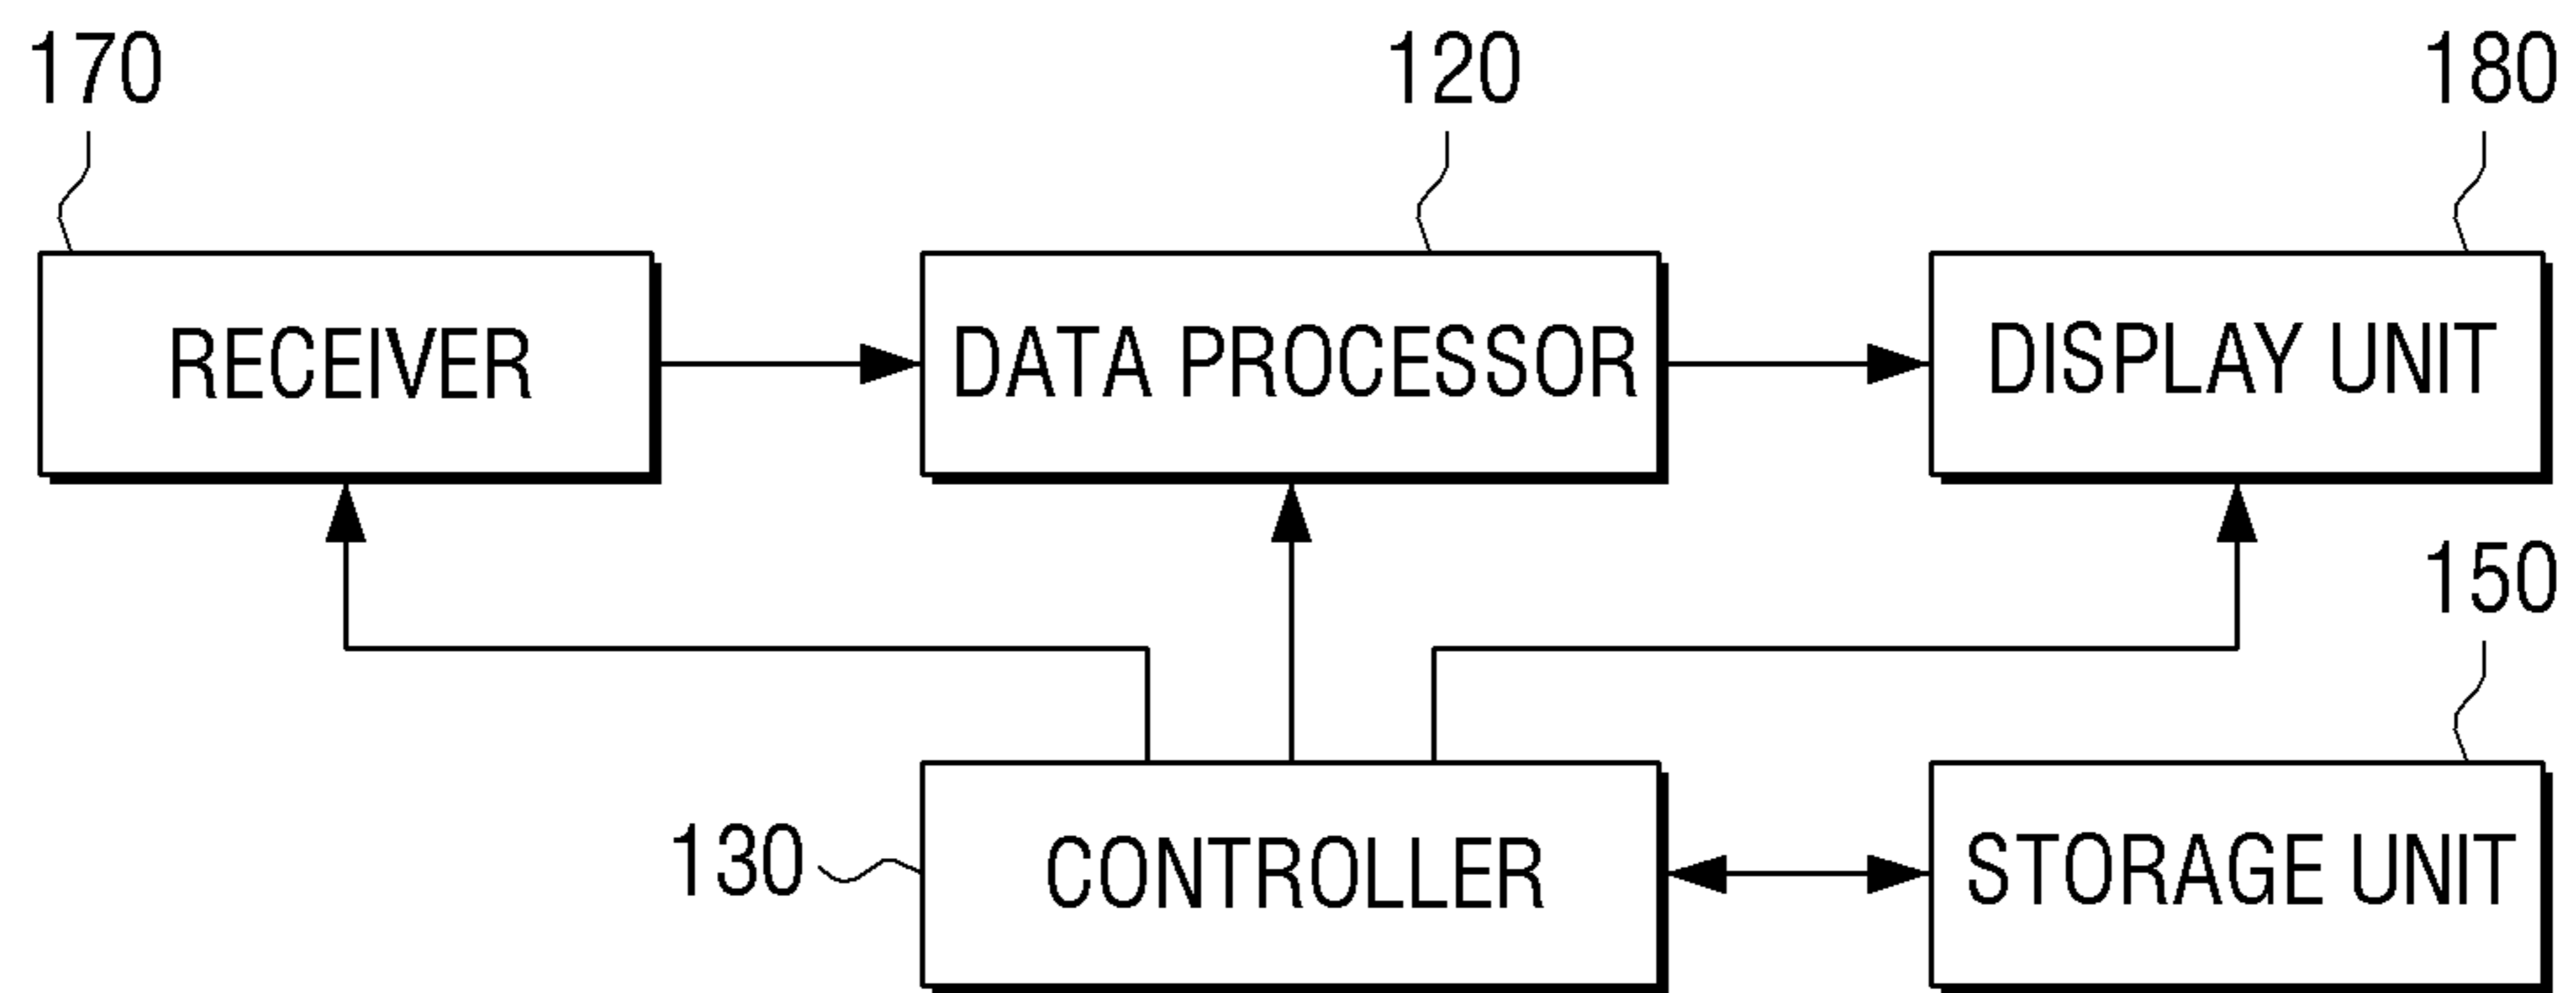 170
120
180
RECEIVER
DATA PROCESSOR
DISPLAY UNIT
150
130
CONTROLLER
STORAGE UNIT